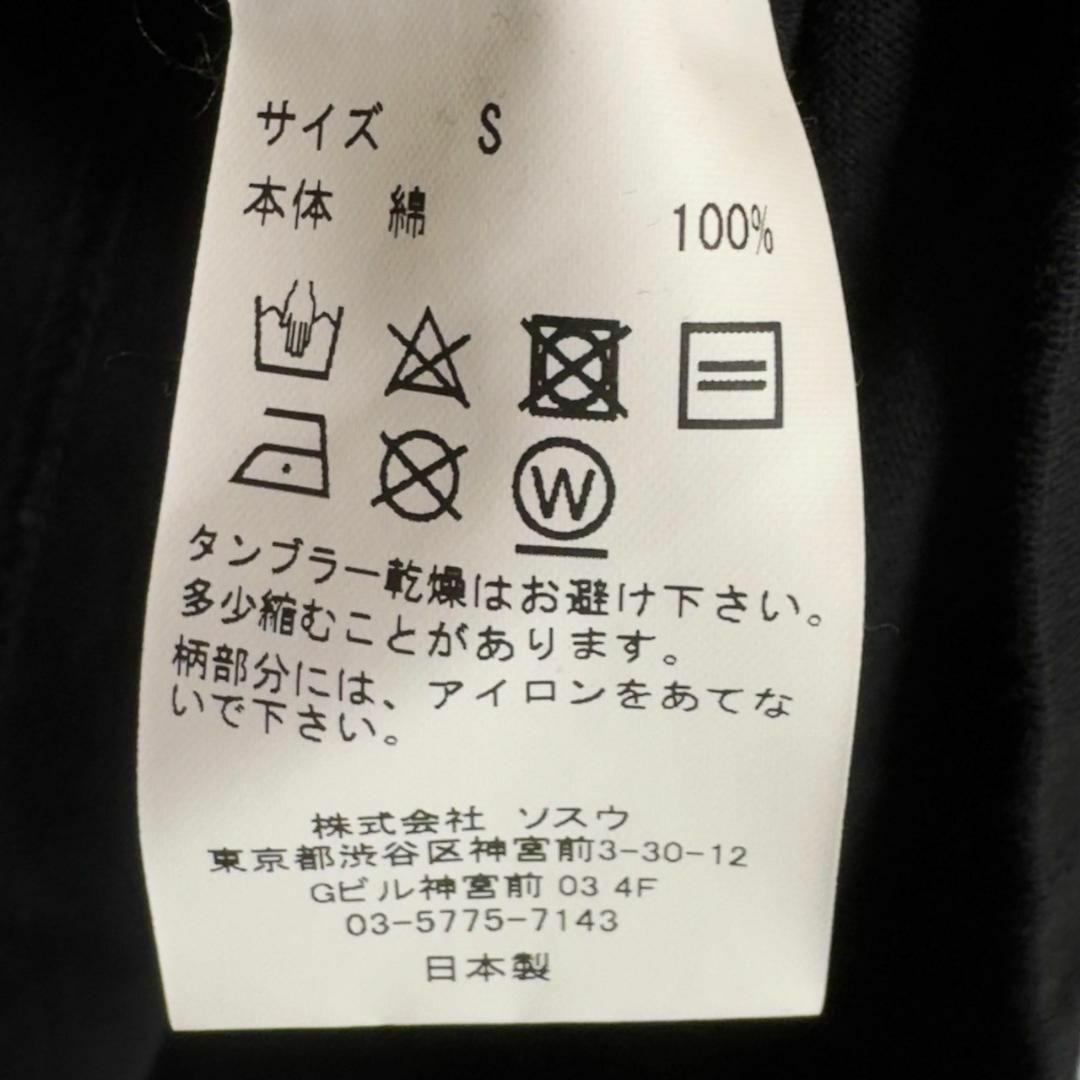 サイズ S
本体 綿 100%
W
タンブラー乾燥はお避け下さい。
多少縮むことがあります。
柄部分には、アイロンをあてな
いで下さい。
株式会社 ソスウ
東京都渋谷区神宮前3-30-12
Gビル神宮前 03 4F
03-5775-7143
日本製